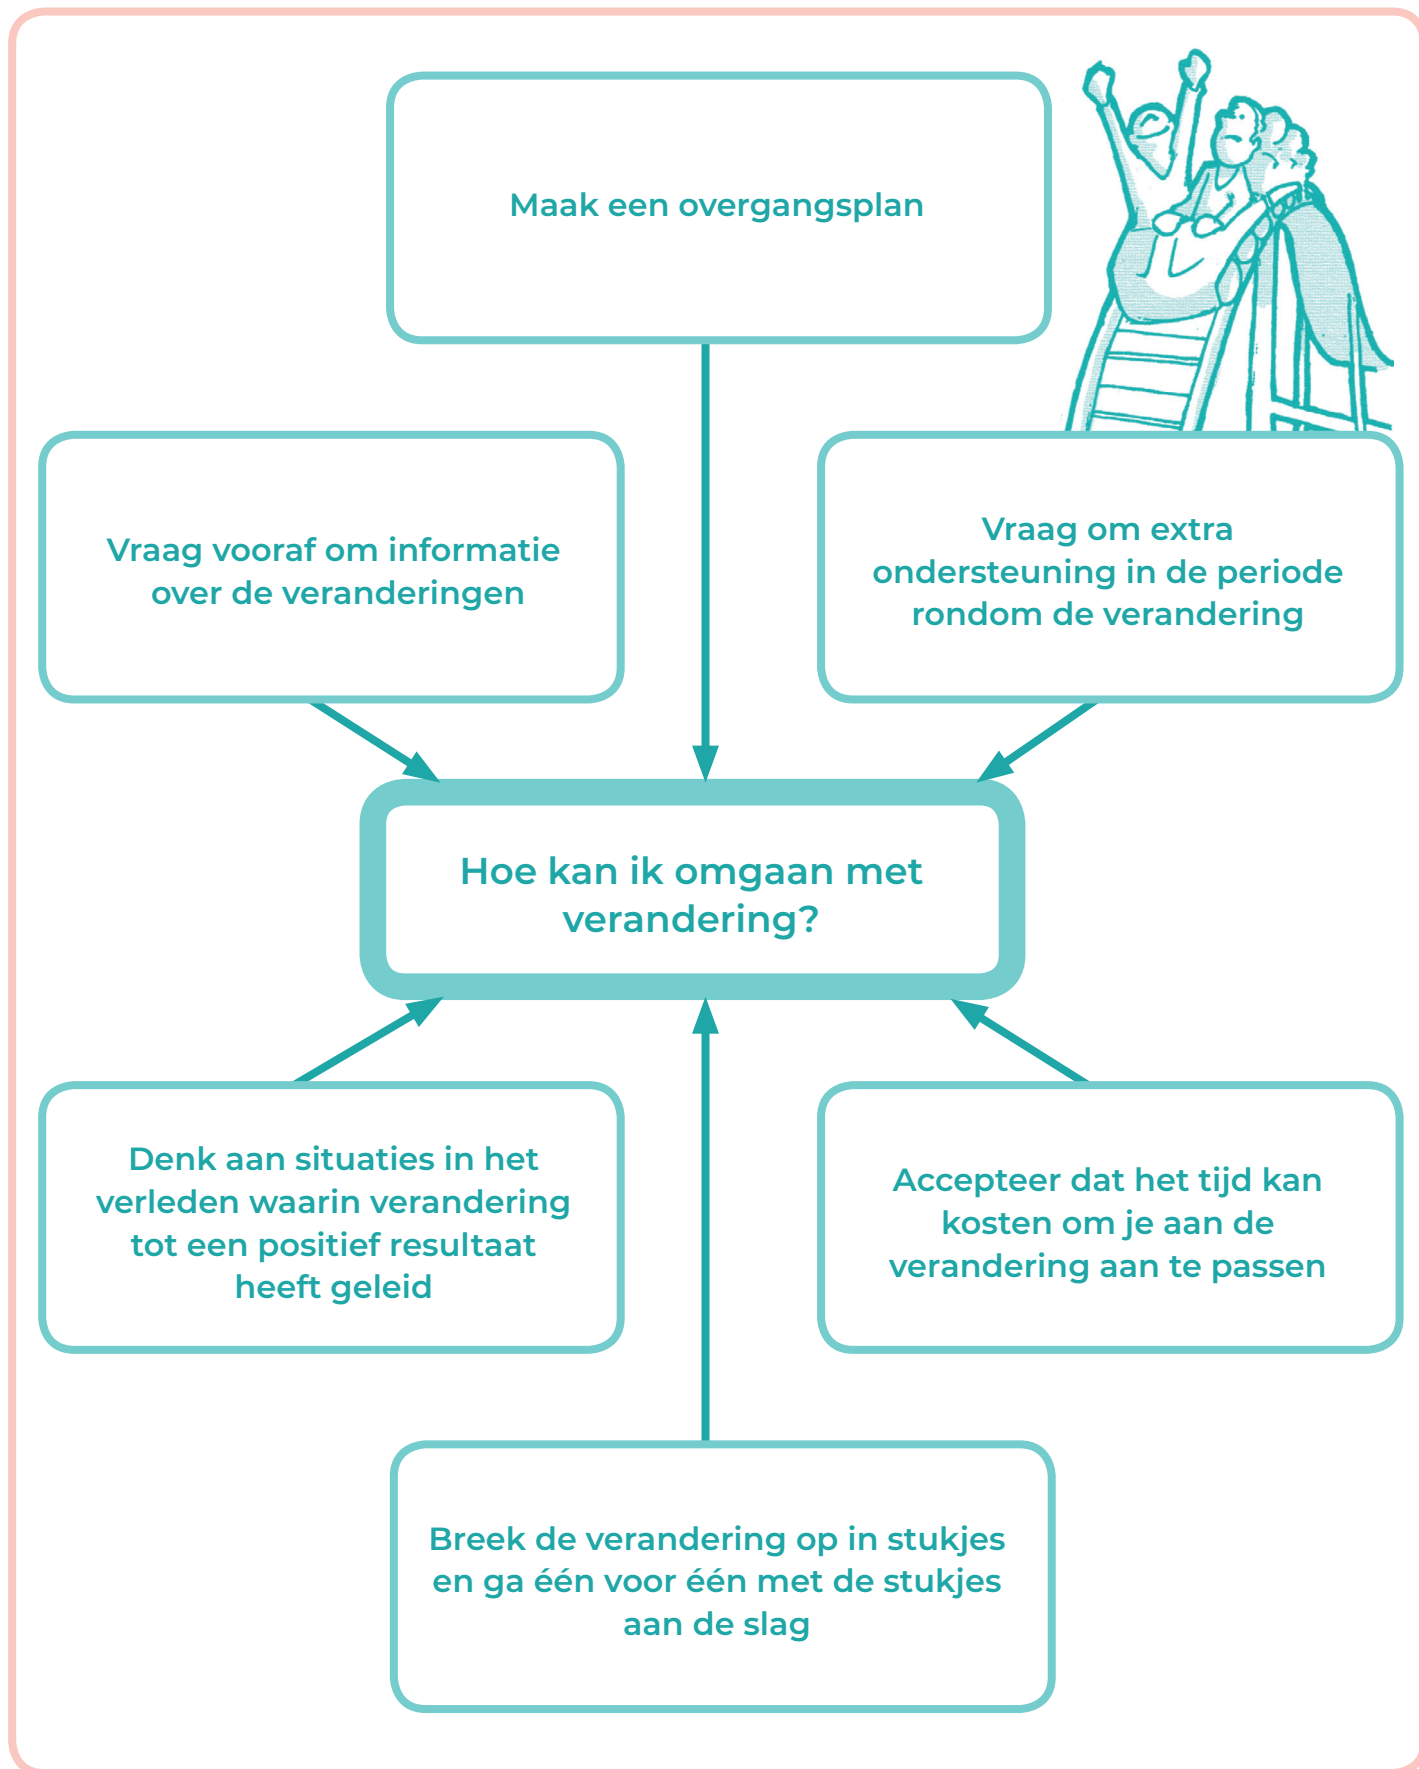 Maak een overgangsplan
Vraag vooraf om informatie
over de veranderingen
Vraag om extra
ondersteuning in de periode
rondom de verandering
Hoe kan ik omgaan met
verandering?
Denk aan situaties in het
verleden waarin verandering
tot een positief resultaat
heeft geleid
Accepteer dat het tijd kan
kosten om je aan de
verandering aan te passen
Breek de verandering op in stukjes
en ga één voor één met de stukjes
aan de slag